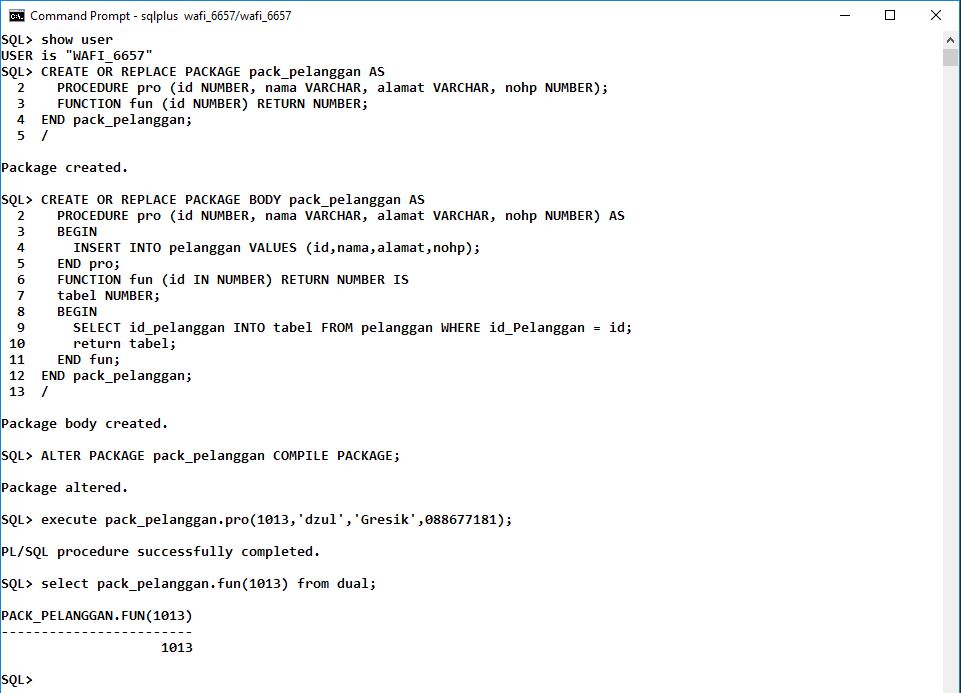 Command Prompt - sqlplus wafi_6657/wafi_6657
SQL> show user
USER is "WAFI_6657"
SQL> CREATE OR REPLACE PACKAGE pack_pelanggan AS
  2    PROCEDURE pro (id NUMBER, nama VARCHAR, alamat VARCHAR, nohp NUMBER);
  3    FUNCTION fun (id NUMBER) RETURN NUMBER;
  4  END pack_pelanggan;
  5  /
Package created.
SQL> CREATE OR REPLACE PACKAGE BODY pack_pelanggan AS
  2    PROCEDURE pro (id NUMBER, nama VARCHAR, alamat VARCHAR, nohp NUMBER) AS
  3    BEGIN
  4      INSERT INTO pelanggan VALUES (id,nama,alamat,nohp);
  5    END pro;
  6    FUNCTION fun (id IN NUMBER) RETURN NUMBER IS
  7    tabel NUMBER;
  8    BEGIN
  9      SELECT id_pelanggan INTO tabel FROM pelanggan WHERE id_Pelanggan = id;
 10      return tabel;
 11    END fun;
 12  END pack_pelanggan;
 13  /
Package body created.
SQL> ALTER PACKAGE pack_pelanggan COMPILE PACKAGE;
Package altered.
SQL> execute pack_pelanggan.pro(1013,'dzul','Gresik',088677181);
PL/SQL procedure successfully completed.
SQL> select pack_pelanggan.fun(1013) from dual;
PACK_PELANGGAN.FUN(1013)
------------------------
                    1013
SQL>